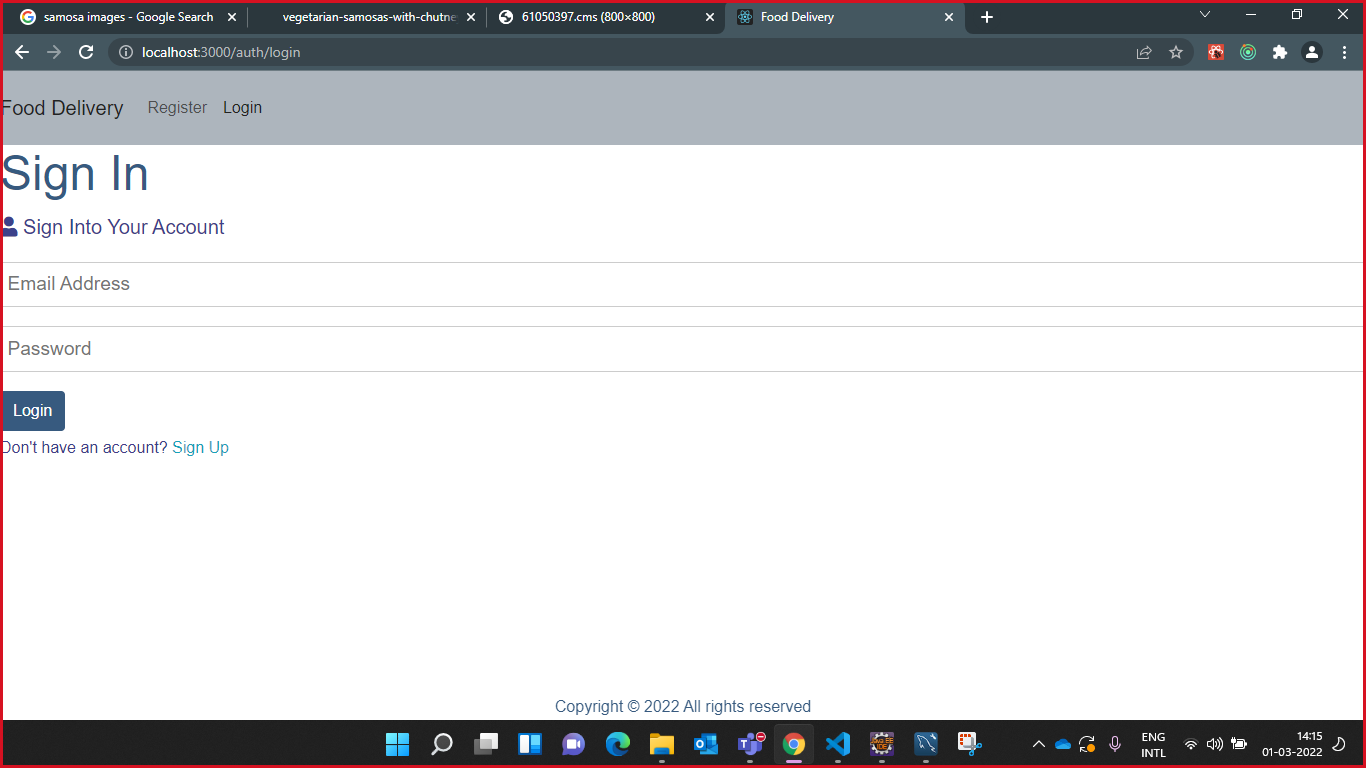 samosa images - Google Search
vegetarian-samosas-with-chutne
61050397.cms (800×800)
Food Delivery
localhost:3000/auth/login
Food Delivery Register Login
Sign In
Sign Into Your Account
Email Address
Password
Login
Don't have an account? Sign Up
Copyright © 2022 All rights reserved
ENG
INTL
14:15
01-03-2022